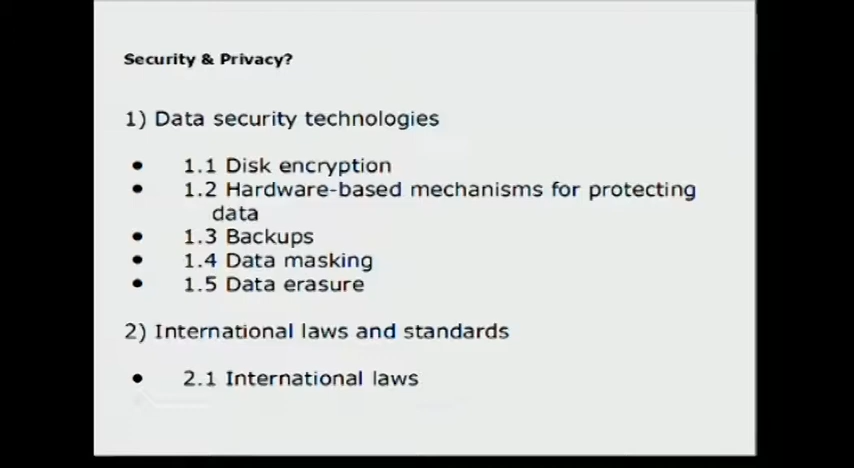 Security & Privacy?
1) Data security technologies
• 1.1 Disk encryption
• 1.2 Hardware-based mechanisms for protecting
data
• 1.3 Backups
• 1.4 Data masking
• 1.5 Data erasure
2) International laws and standards
• 2.1 International laws